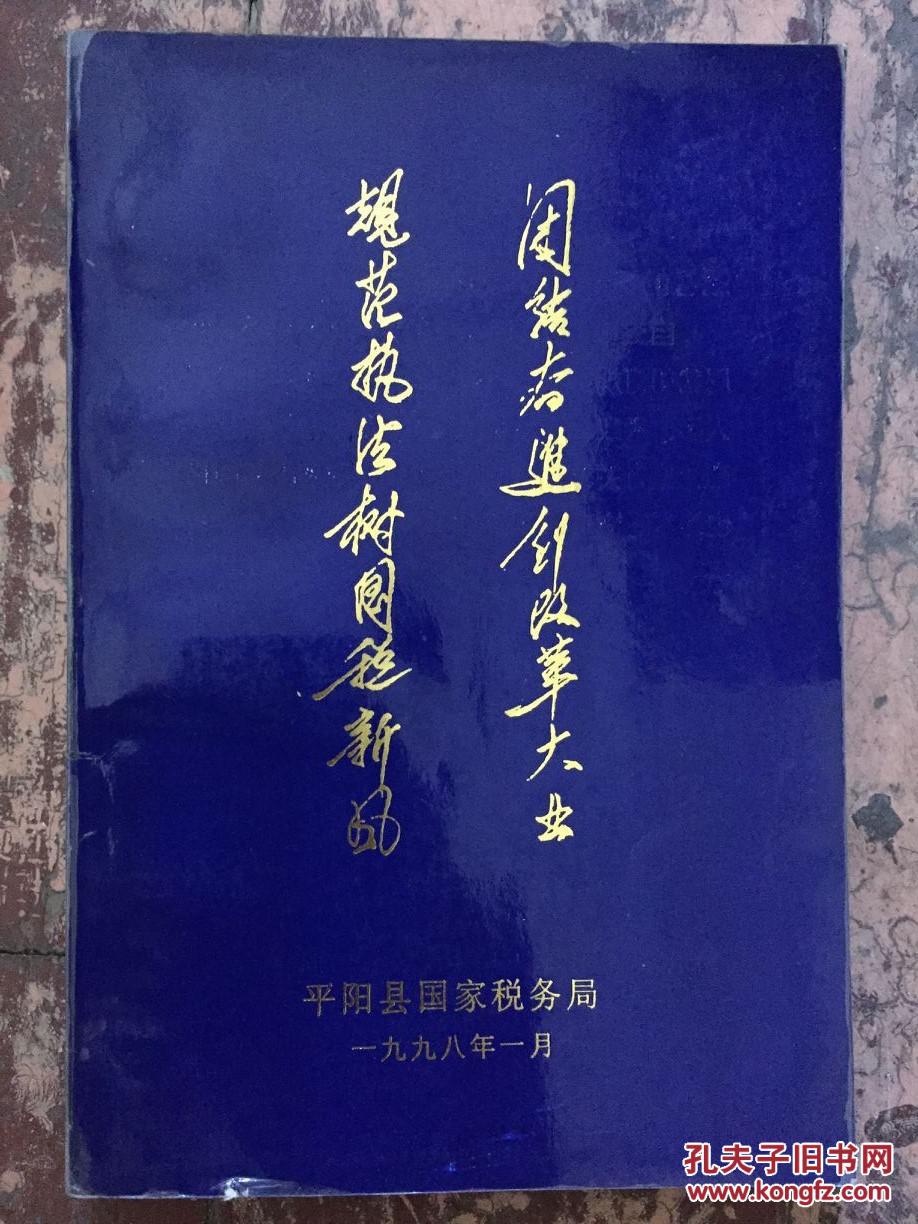 团结奋進创改革大业
规范执法树国税新风
平阳县国家税务局
一九九八年一月
孔夫子旧书网
www.kongfz.com